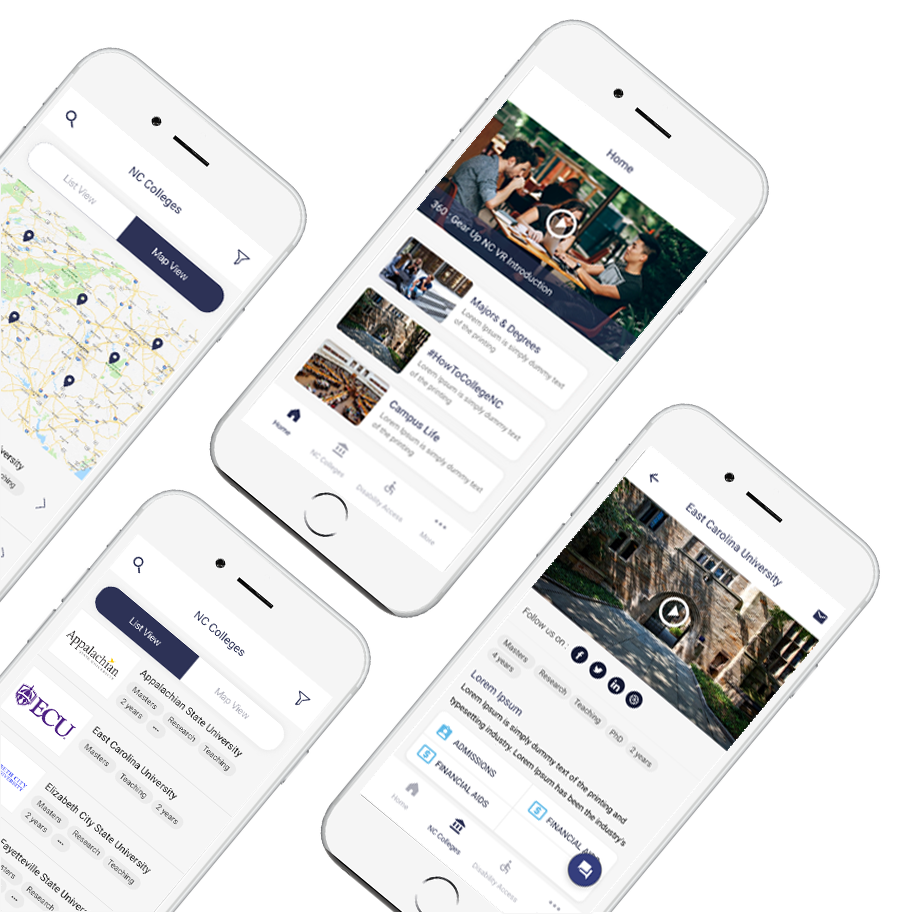 NC Colleges
List View
Map View
Home
360 : Gear Up NC VR Introduction
Majors & Degrees
Lorem Ipsum is simply dummy text
of the printing
#HowToCollegeNC
Lorem Ipsum is simply dummy text
of the printing
Campus Life
Lorem Ipsum is simply dummy text
of the printing
Home
NC Colleges
Disability Access
More
NC Colleges
List View
Map View
Appalachian
Appalachian State University
Masters
Research
Teaching
2 years
•••
ECU
East Carolina University
Masters
Teaching
2 years
Elizabeth City State University
Masters
Research
Teaching
2 years
•••
Fayetteville State Univer
Masters
Research
•••
East Carolina University
Follow us on :
Masters
Research
Teaching
PhD
2 years
4 years
Lorem Ipsum
Lorem Ipsum is simply dummy text of the printing and
typesetting industry. Lorem Ipsum has been the industry's
ADMISSIONS
FINANCIAL AIDS
FINANCIAL
Home
NC Colleges
Disability Access